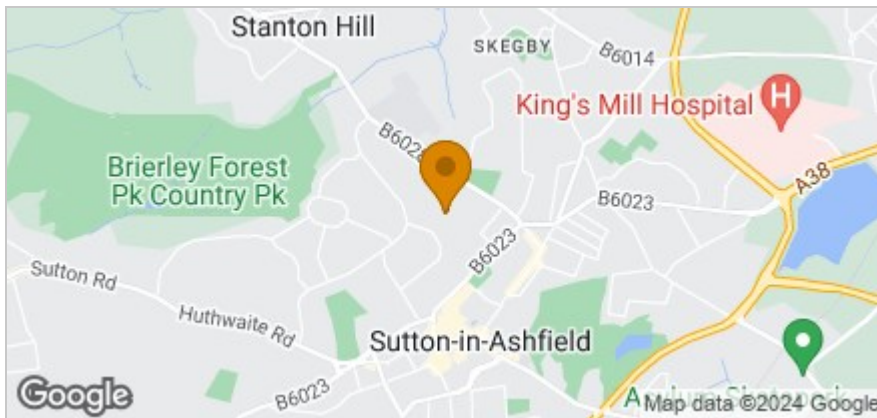 Stanton Hill
SKEGBY
B6014
King's Mill Hospital
H
B6028
Brierley Forest
Pk Country Pk
A38
B6023
B6023
Sutton Rd
Huthwaite Rd
Sutton-in-Ashfield
B6023
Google
Map data ©2024 Google